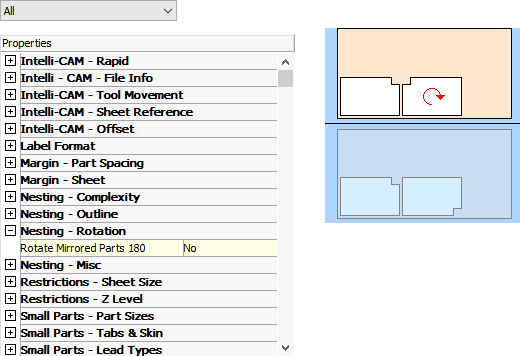 All
Properties
Intelli-CAM - Rapid
Intelli - CAM - File Info
Intelli-CAM - Tool Movement
Intelli-CAM - Sheet Reference
Intelli-CAM - Offset
Label Format
Margin - Part Spacing
Margin - Sheet
Nesting - Complexity
Nesting - Outline
Nesting - Rotation
Rotate Mirrored Parts 180 No
Nesting - Misc
Restrictions - Sheet Size
Restrictions - Z Level
Small Parts - Part Sizes
Small Parts - Tabs & Skin
Small Parts - Lead Types